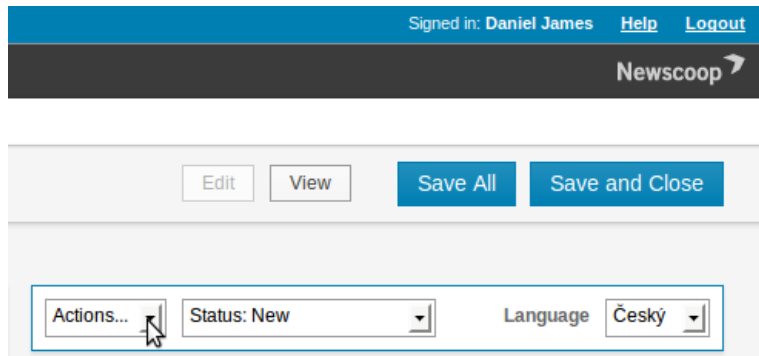 Signed in: Daniel James Help Logout
Newscoop
Edit View Save All Save and Close
Actions... Status: New Language Český